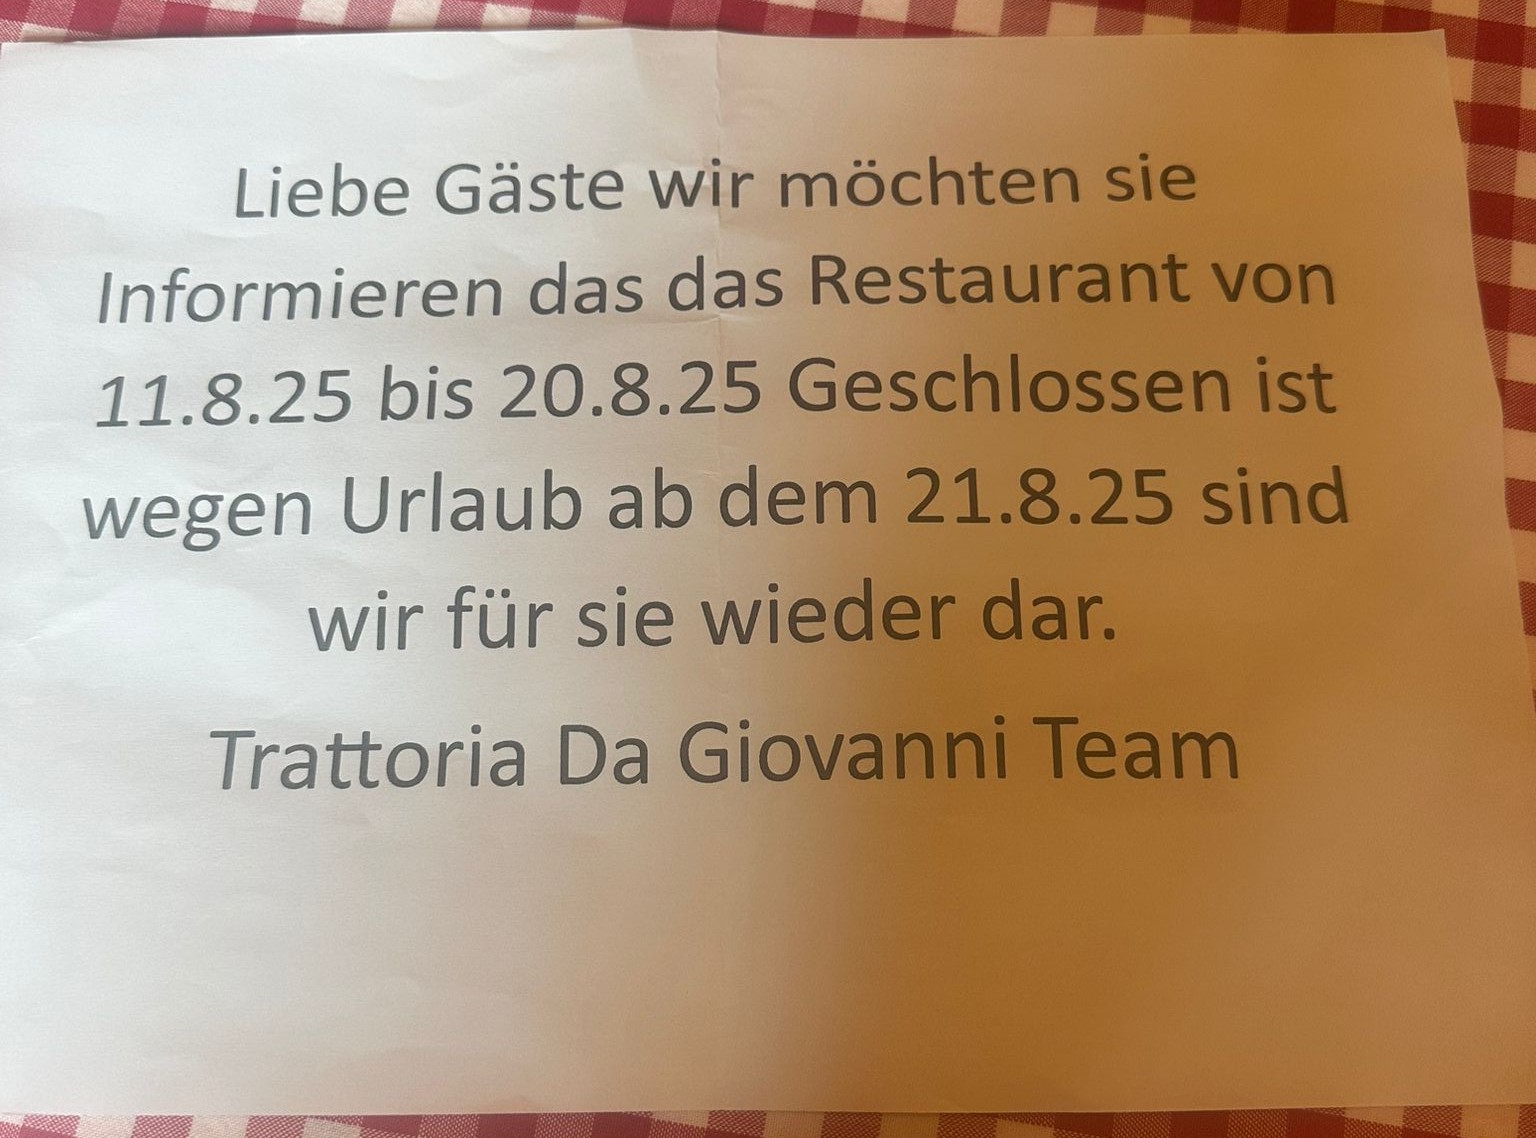 Liebe Gäste wir möchten sie
Informieren das das Restaurant von
11.8.25 bis 20.8.25 Geschlossen ist
wegen Urlaub ab dem 21.8.25 sind
wir für sie wieder dar.
Trattoria Da Giovanni Team